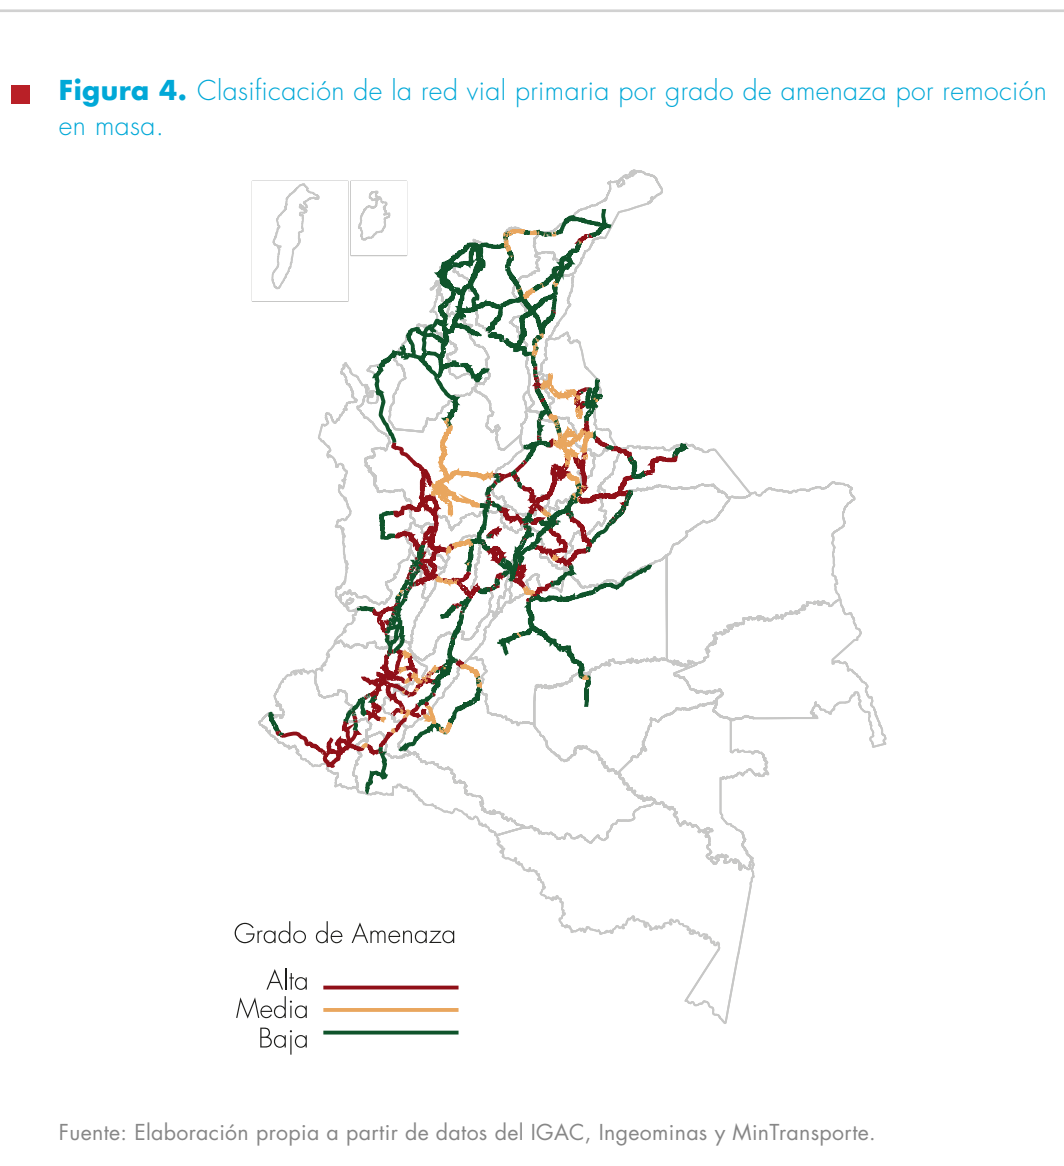 Figura 4. Clasificación de la red vial primaria por grado de amenaza por remoción
en masa.
Grado de Amenaza
Alta
Media
Baja
Fuente: Elaboración propia a partir de datos del IGAC, Ingeominas y MinTransporte.